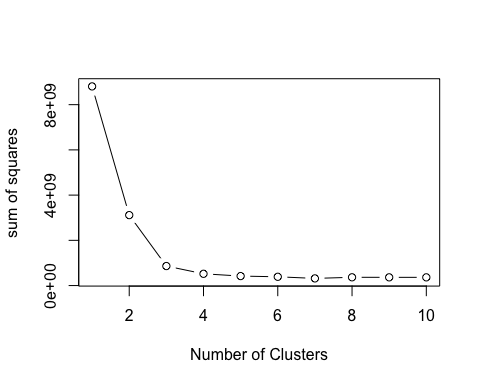 sum of squares
8e+09
4e+09
0e+00
2 4 6 8 10
Number of Clusters